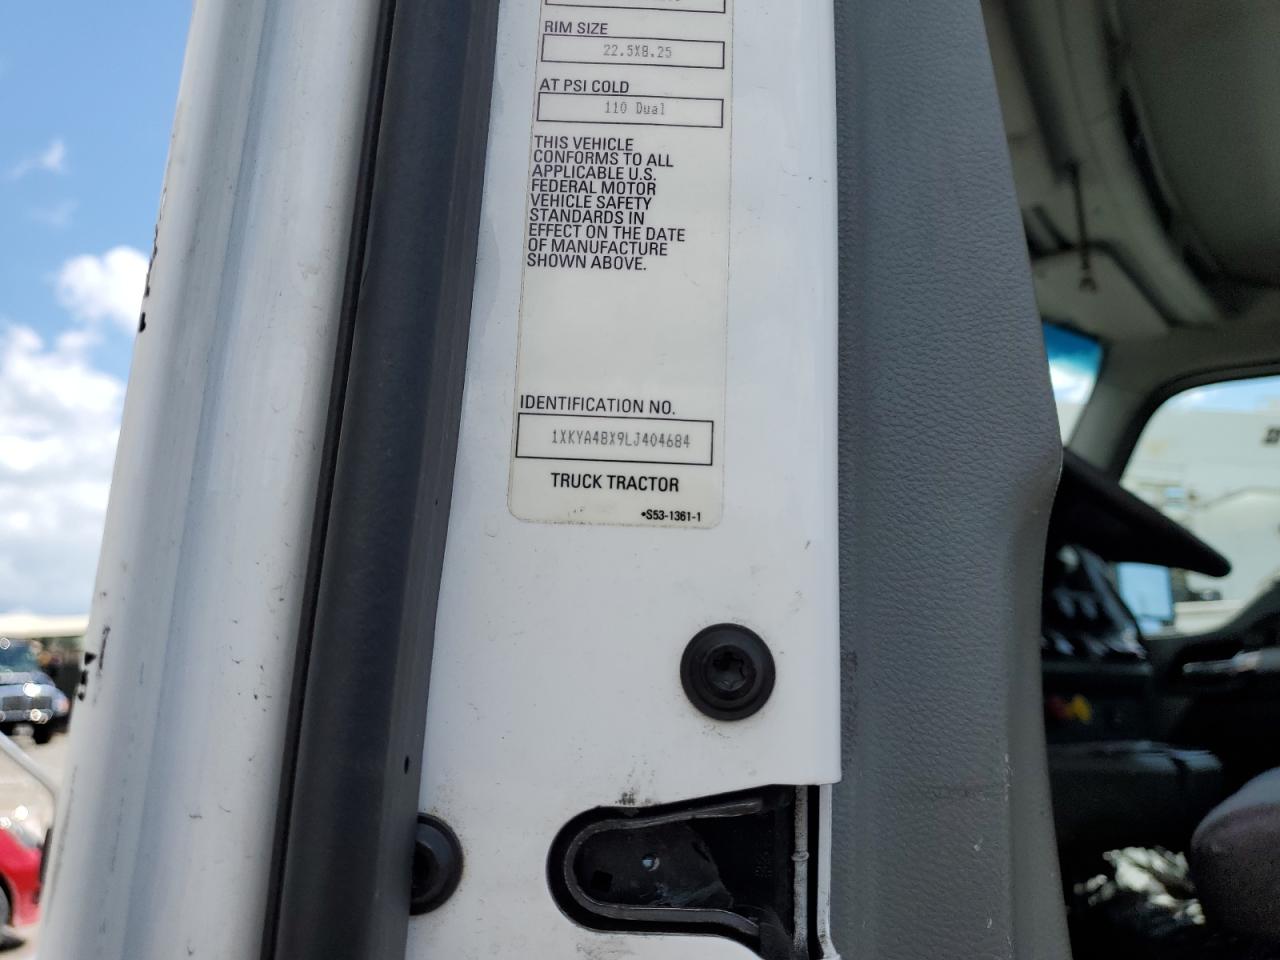 RIM SIZE
22.5X8.25
AT PSI COLD
110 Dual
THIS VEHICLE
CONFORMS TO ALL
APPLICABLE U.S.
FEDERAL MOTOR
VEHICLE SAFETY
STANDARDS IN
EFFECT ON THE DATE
OF MANUFACTURE
SHOWN ABOVE.
IDENTIFICATION NO.
1XKYA48X9LJ404684
TRUCK TRACTOR
•S53-1361-1